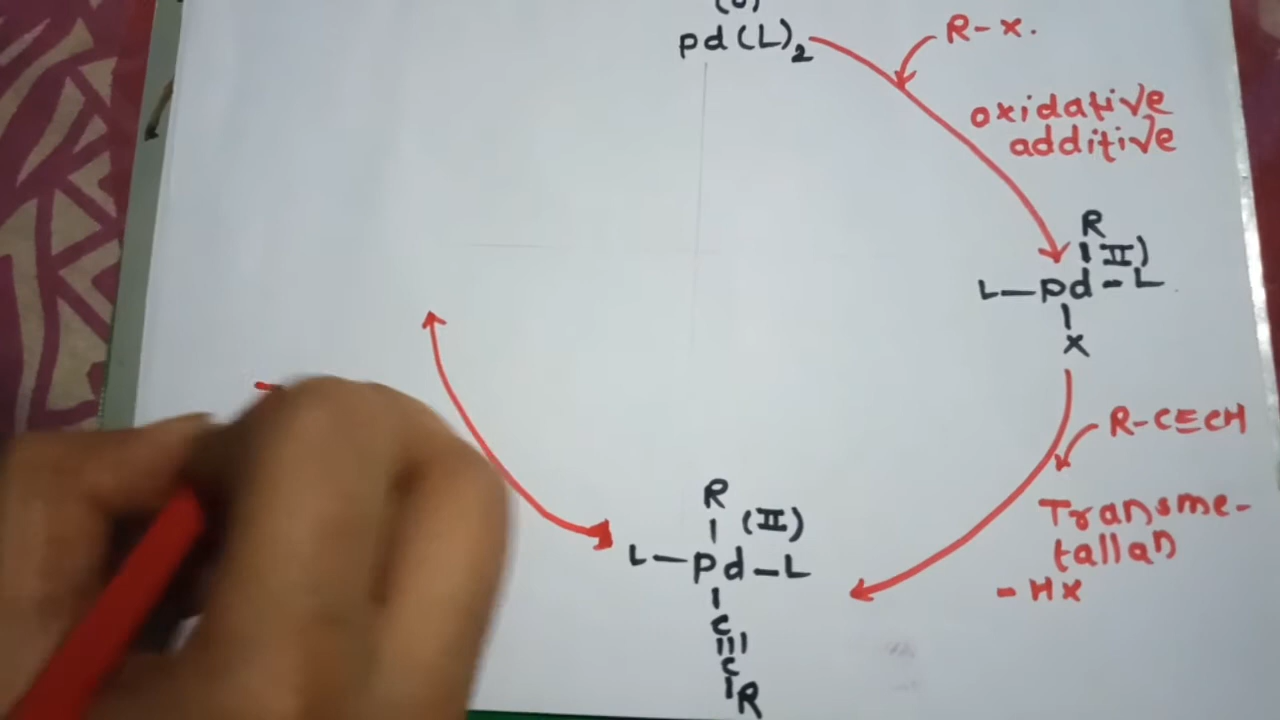 (0)
pd(L)₂
R-X.
oxidative
additive
R
(II)
L-pd-L
X
R-C≡CH
Transme-
tallan
-HX
R
(II)
L-pd-L
C
≡
C
R